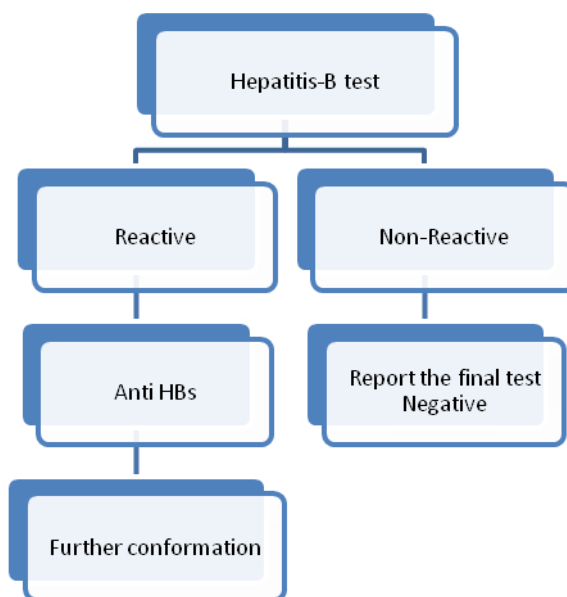 Hepatitis-B test
Reactive
Non-Reactive
Anti HBs
Report the final test
Negative
Further conformation